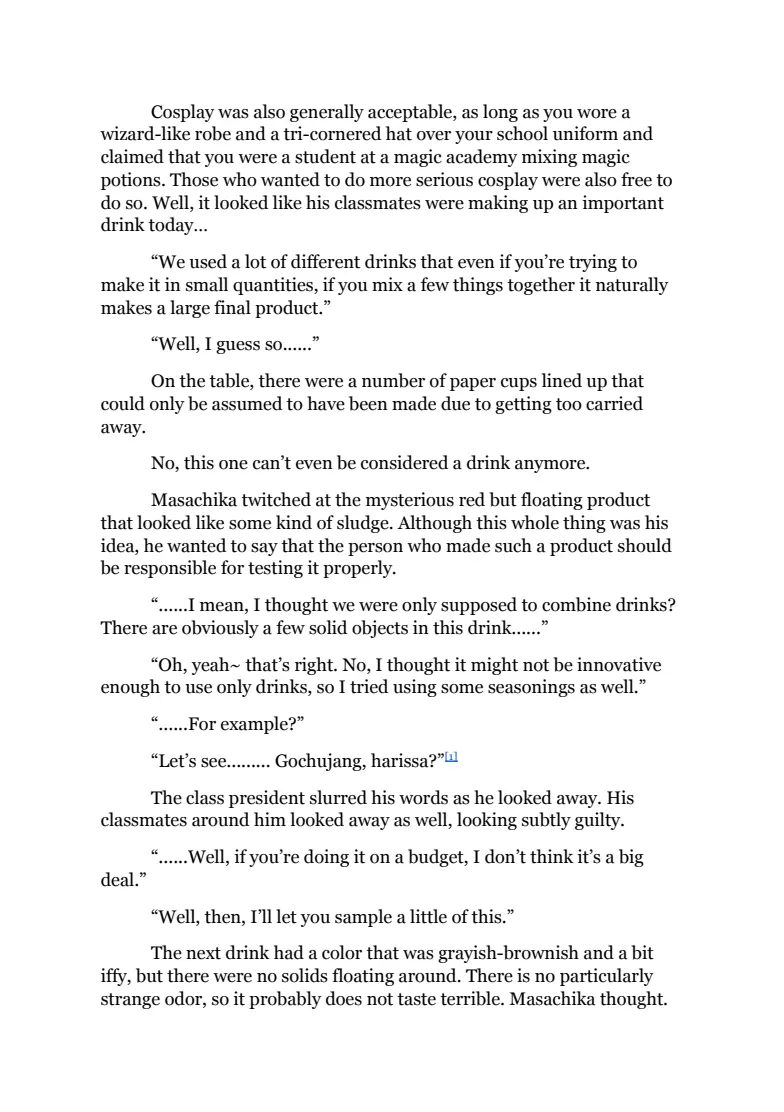 Cosplay was also generally acceptable, as long as you wore a
wizard-like robe and a tri-cornered hat over your school uniform and
claimed that you were a student at a magic academy mixing magic
potions. Those who wanted to do more serious cosplay were also free to
do so. Well, it looked like his classmates were making up an important
drink today…
“We used a lot of different drinks that even if you’re trying to
make it in small quantities, if you mix a few things together it naturally
makes a large final product.”
“Well, I guess so……”
On the table, there were a number of paper cups lined up that
could only be assumed to have been made due to getting too carried
away.
No, this one can’t even be considered a drink anymore.
Masachika twitched at the mysterious red but floating product
that looked like some kind of sludge. Although this whole thing was his
idea, he wanted to say that the person who made such a product should
be responsible for testing it properly.
“……I mean, I thought we were only supposed to combine drinks?
There are obviously a few solid objects in this drink……”
“Oh, yeah~ that’s right. No, I thought it might not be innovative
enough to use only drinks, so I tried using some seasonings as well.”
“……For example?”
“Let’s see……… Gochujang, harissa?”[1]
The class president slurred his words as he looked away. His
classmates around him looked away as well, looking subtly guilty.
“……Well, if you’re doing it on a budget, I don’t think it’s a big
deal.”
“Well, then, I’ll let you sample a little of this.”
The next drink had a color that was grayish-brownish and a bit
iffy, but there were no solids floating around. There is no particularly
strange odor, so it probably does not taste terrible. Masachika thought.